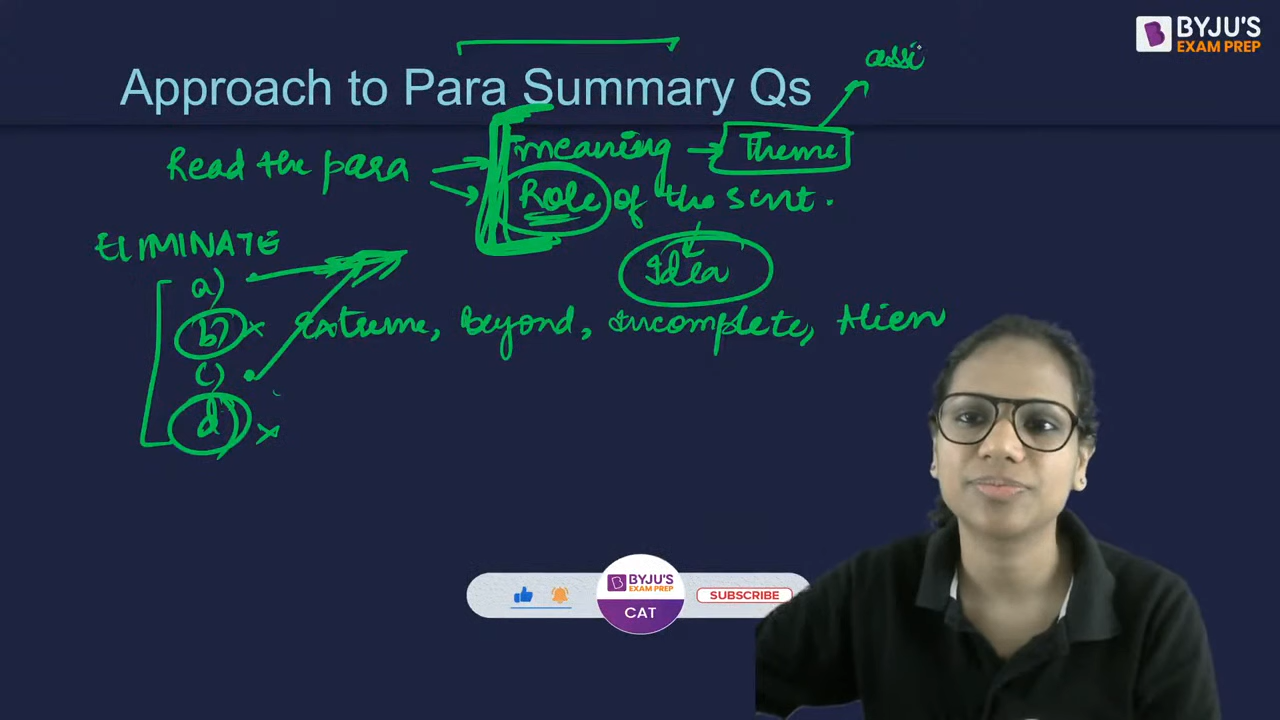 BYJU'S
EXAM PREP
assi
Approach to Para Summary Qs
Read the para
meaning → Theme
Role of the sent.
Idea
ELIMINATE
a)
b) x Extreme, Beyond, Incomplete, Alien
c)
d x
BYJU'S
EXAM PREP
CAT
SUBSCRIBE